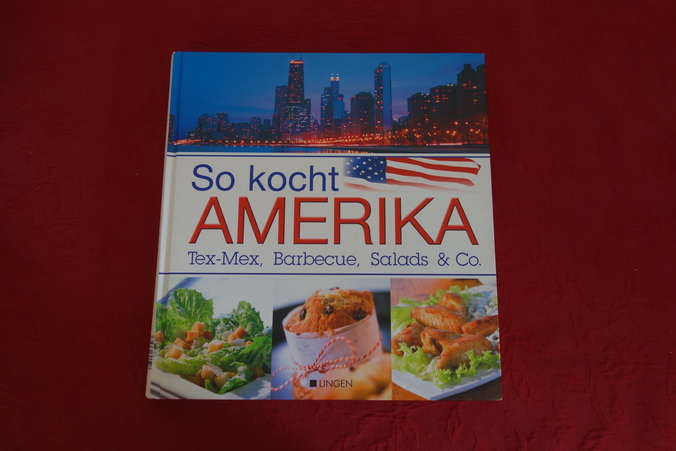 So kocht
AMERIKA
Tex-Mex, Barbecue, Salads & Co.
LINGEN